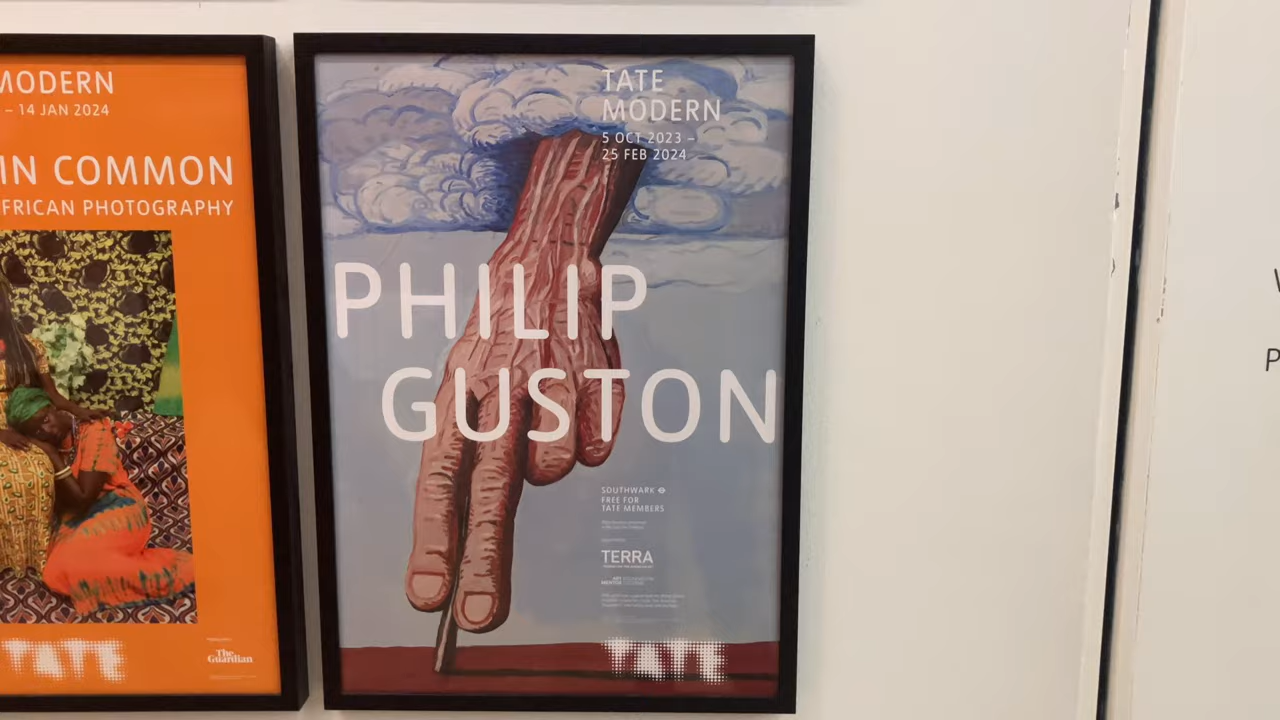 MODERN
– 14 JAN 2024
IN COMMON
FRICAN PHOTOGRAPHY
TATE
The
Guardian
TATE
MODERN
5 OCT 2023 –
25 FEB 2024
PHILIP
GUSTON
SOUTHWARK
FREE FOR
TATE MEMBERS
TERRA
TATE
P